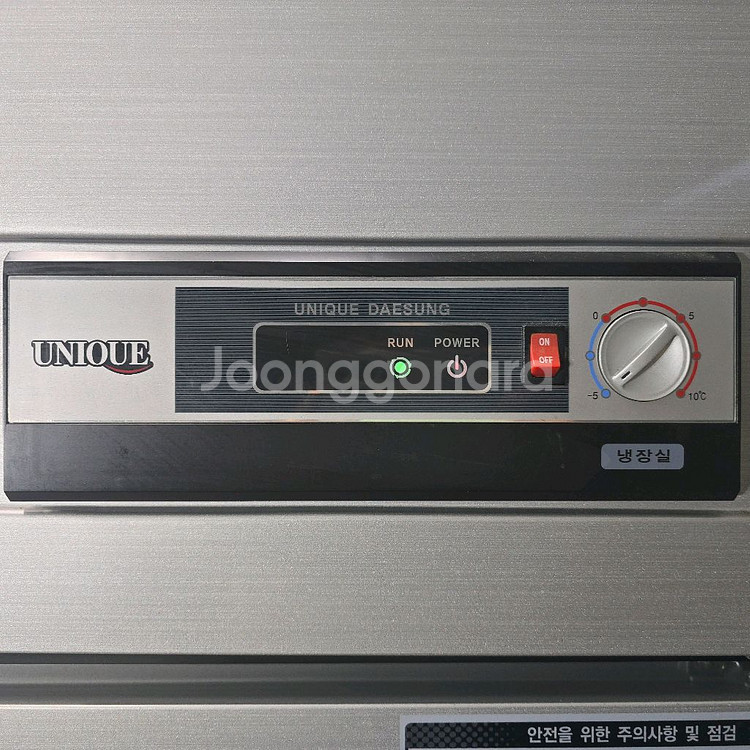 UNIQUE DAESUNG
UNIQUE
RUN POWER
ON
OFF
0 5
-5 10℃
냉장실
Joonggonara
안전을 위한 주의사항 및 점검